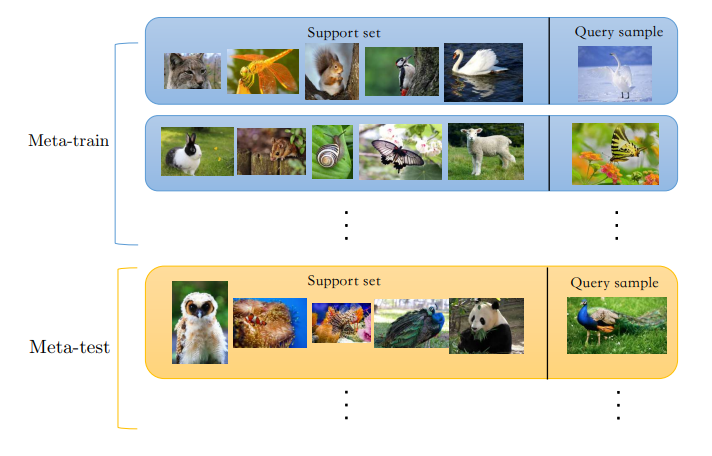 Support set
Query sample
Meta-train
Support set
Query sample
Meta-test